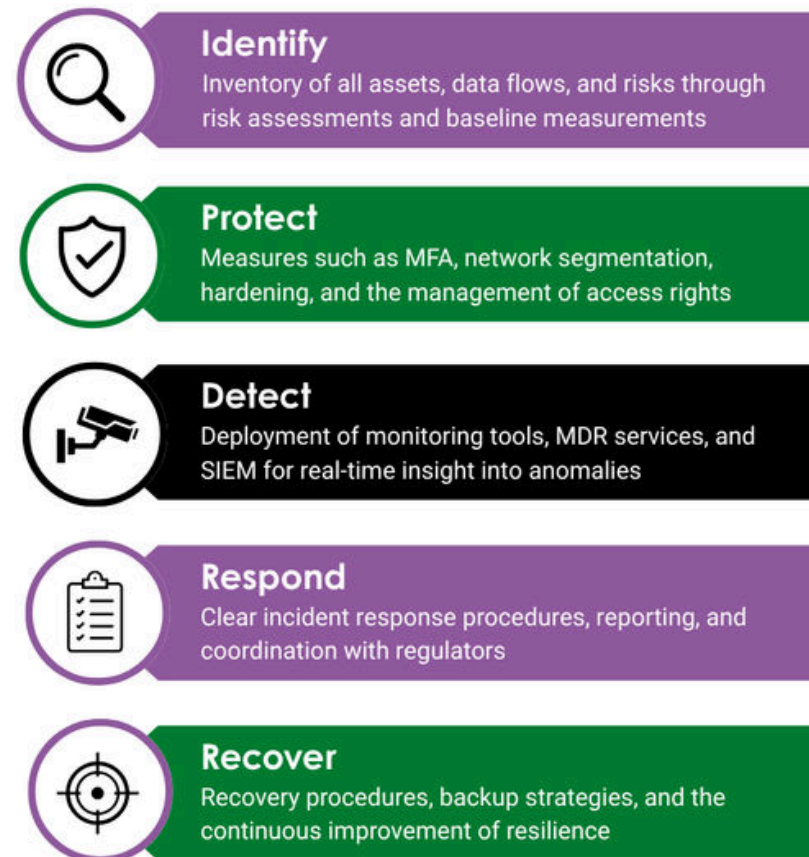 Identify
Inventory of all assets, data flows, and risks through
risk assessments and baseline measurements
Protect
Measures such as MFA, network segmentation,
hardening, and the management of access rights
Detect
Deployment of monitoring tools, MDR services, and
SIEM for real-time insight into anomalies
Respond
Clear incident response procedures, reporting, and
coordination with regulators
Recover
Recovery procedures, backup strategies, and the
continuous improvement of resilience